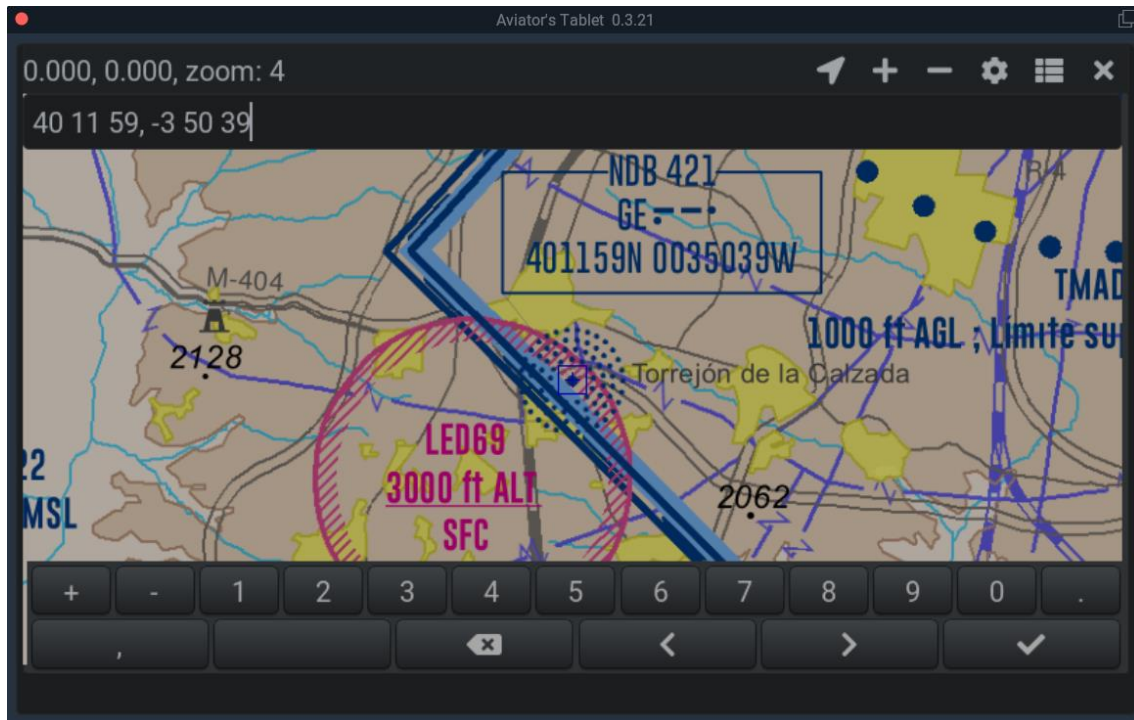 Aviator's Tablet 0.3.21
0.000, 0.000, zoom: 4
40 11 59, -3 50 39
NDB 421
GE
401159N 0035039W
R-4
M-404
TMAD
1000 ft AGL ; Límite su
2128
Torrejón de la Calzada
LED69
3000 ft ALT
SFC
22
MSL
2062
+ - 1 2 3 4 5 6 7 8 9 0 .
,